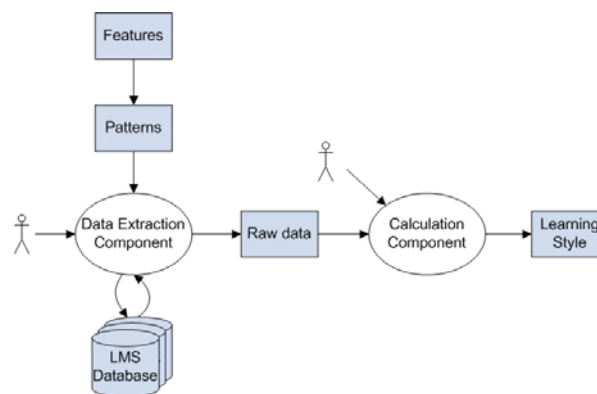 Features
Patterns
Data Extraction
Component
Raw data
Calculation
Component
Learning
Style
LMS
Database